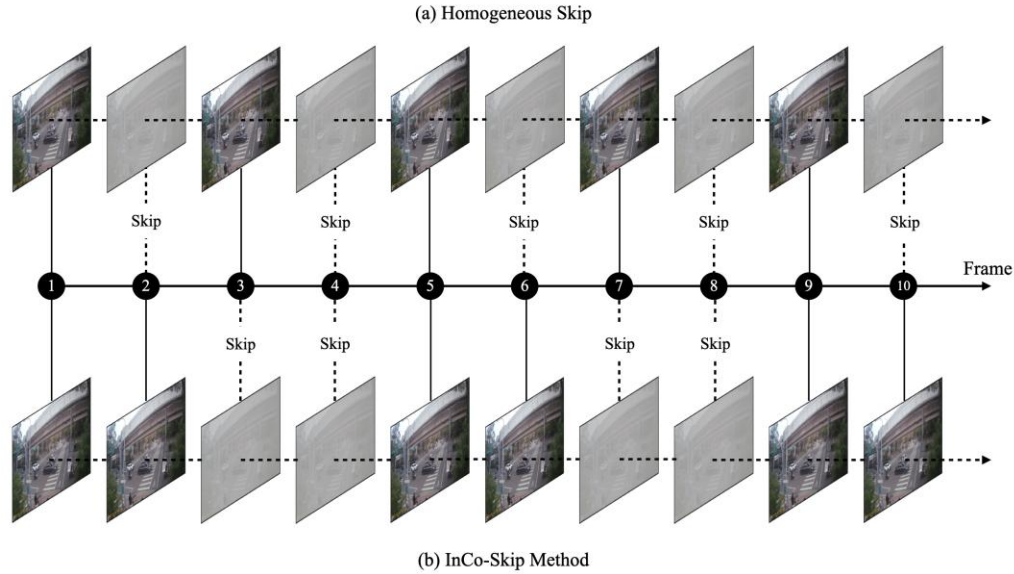 (a) Homogeneous Skip
Skip Skip Skip Skip Skip
Frame
1 2 3 4 5 6 7 8 9 10
Skip Skip Skip Skip
(b) InCo-Skip Method